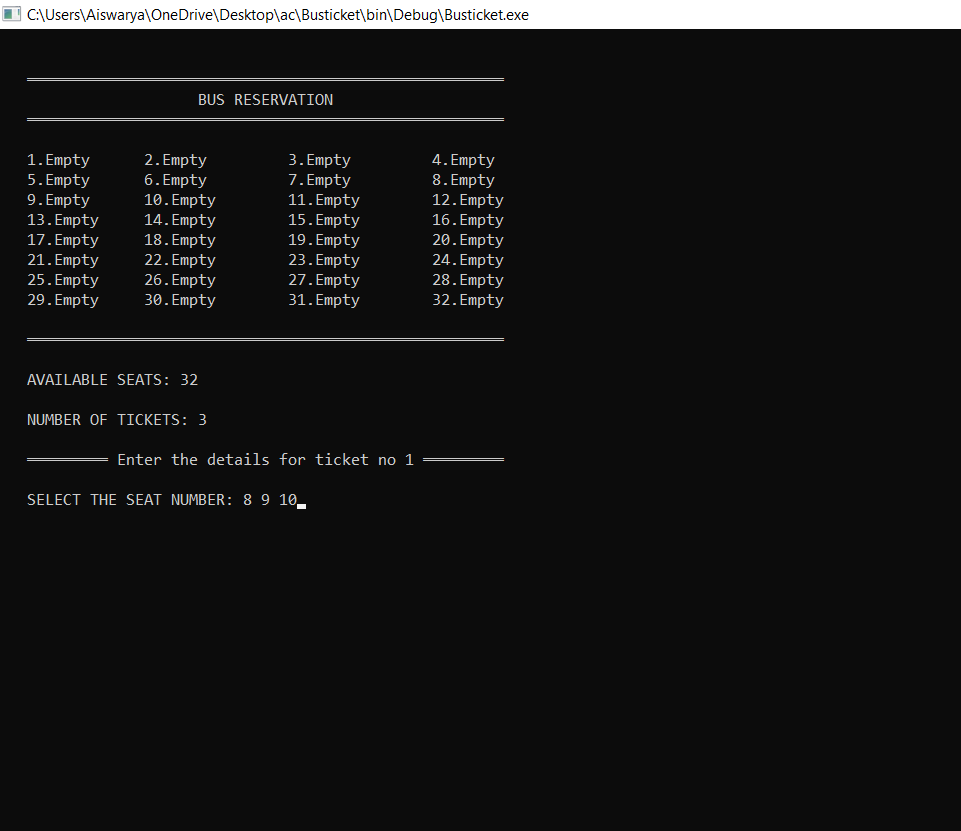 C:\Users\Aiswarya\OneDrive\Desktop\ac\Busticket\bin\Debug\Busticket.exe
BUS RESERVATION
1.Empty 2.Empty 3.Empty 4.Empty
5.Empty 6.Empty 7.Empty 8.Empty
9.Empty 10.Empty 11.Empty 12.Empty
13.Empty 14.Empty 15.Empty 16.Empty
17.Empty 18.Empty 19.Empty 20.Empty
21.Empty 22.Empty 23.Empty 24.Empty
25.Empty 26.Empty 27.Empty 28.Empty
29.Empty 30.Empty 31.Empty 32.Empty
AVAILABLE SEATS: 32
NUMBER OF TICKETS: 3
Enter the details for ticket no 1
SELECT THE SEAT NUMBER: 8 9 10